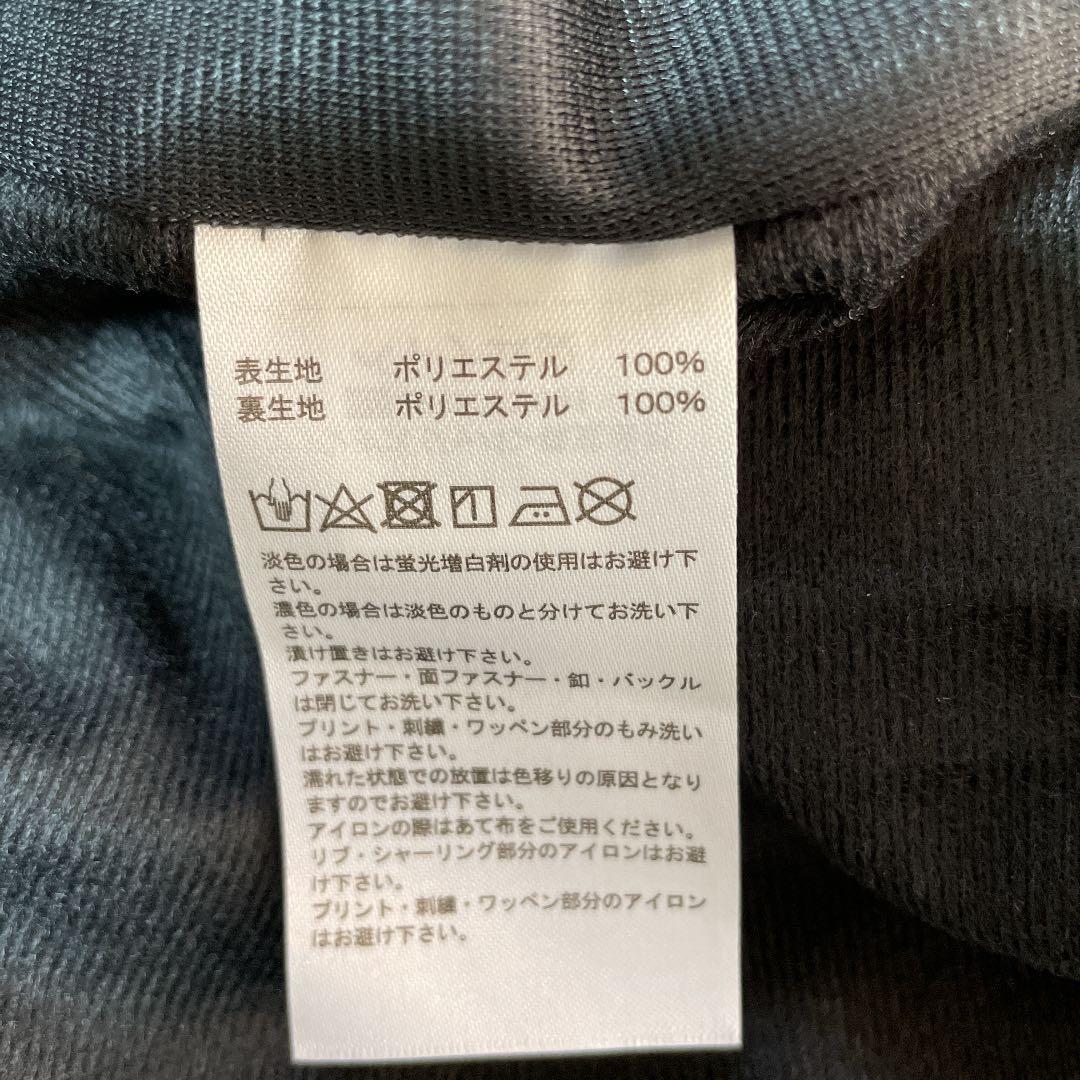 表生地 ポリエステル 100%
裏生地 ポリエステル 100%
淡色の場合は蛍光増白剤の使用はお避け下
さい。
濃色の場合は淡色のものと分けてお洗い下
さい。
漬け置きはお避け下さい。
ファスナー・面ファスナー・釦・バックル
は閉じてお洗い下さい。
プリント・刺繍・ワッペン部分のもみ洗い
はお避け下さい。
濡れた状態での放置は色移りの原因となり
ますのでお避け下さい。
アイロンの際はあて布をご使用ください。
リブ・シャーリング部分のアイロンはお避
け下さい。
プリント・刺繍・ワッペン部分のアイロン
はお避け下さい。